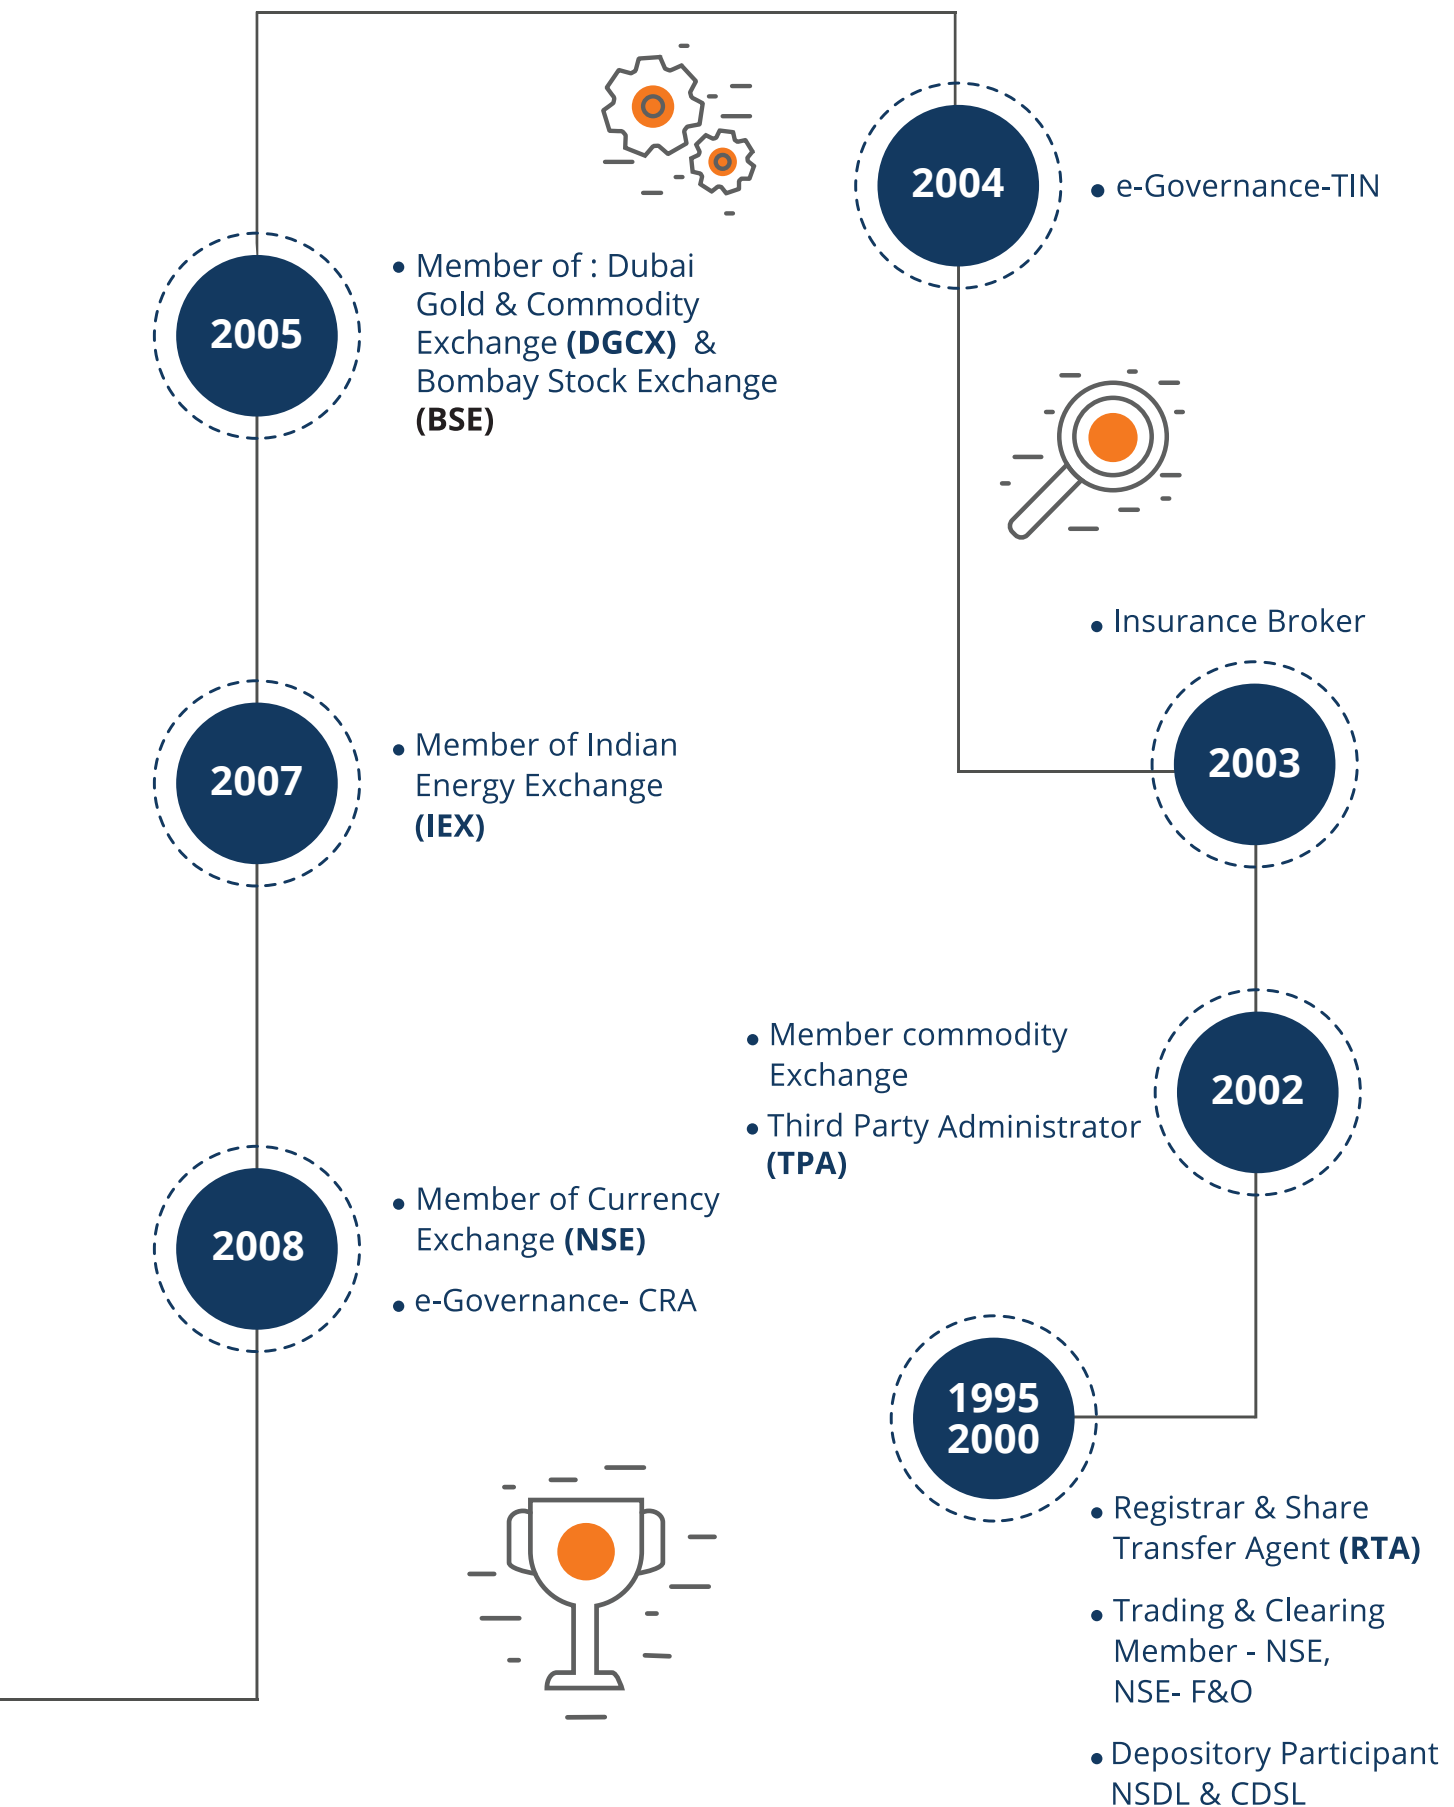 2004
• e-Governance-TIN
2005
• Member of : Dubai
Gold & Commodity
Exchange (DGCX) &
Bombay Stock Exchange
(BSE)
• Insurance Broker
2003
2007
• Member of Indian
Energy Exchange
(IEX)
• Member commodity
Exchange
• Third Party Administrator
(TPA)
2002
2008
• Member of Currency
Exchange (NSE)
• e-Governance- CRA
1995
2000
• Registrar & Share
Transfer Agent (RTA)
• Trading & Clearing
Member - NSE,
NSE- F&O
• Depository Participant
NSDL & CDSL